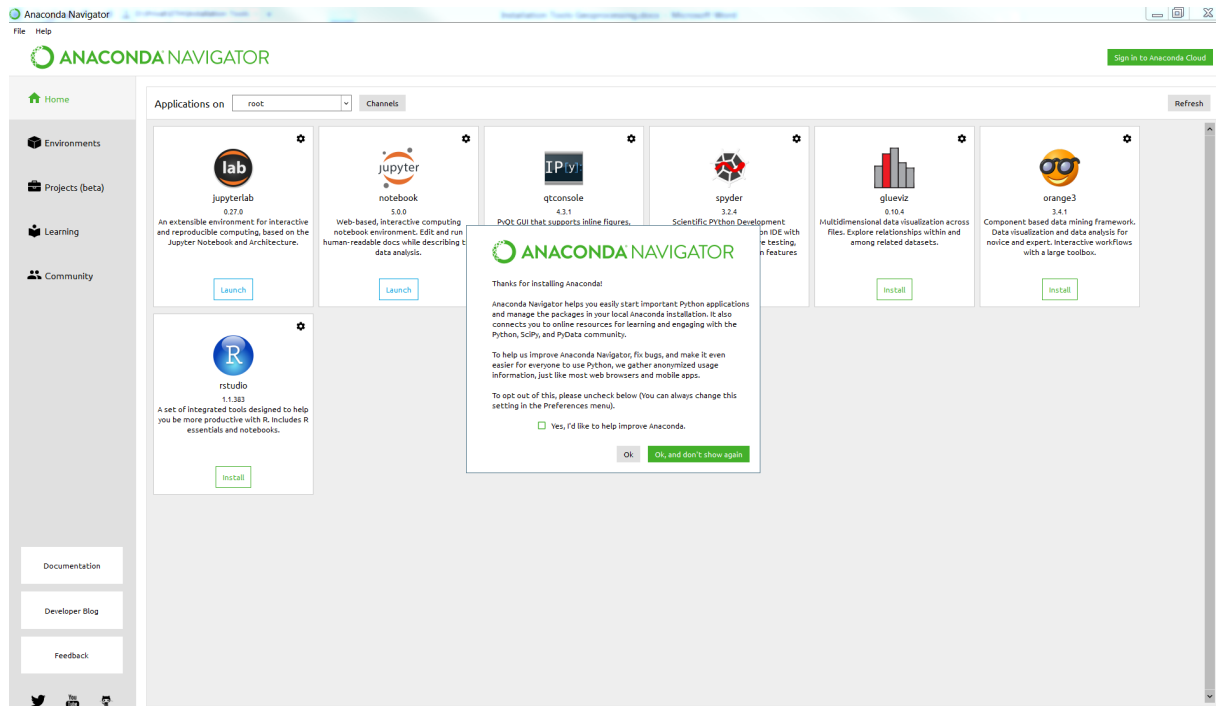 Anaconda Navigator
File Help
ANACONDA NAVIGATOR
Sign in to Anaconda Cloud
Home
Environments
Projects (beta)
Learning
Community
Documentation
Developer Blog
Feedback
Applications on root Channels
Refresh
lab
jupyterlab
0.27.0
An extensible environment for interactive
and reproducible computing, based on the
Jupyter Notebook and Architecture.
Launch
jupyter
notebook
5.0.0
Web-based, interactive computing
notebook environment. Edit and run
human-readable docs while describing t
data analysis.
Launch
IP[y]:
qtconsole
4.3.1
PyQt GUI that supports inline figures,
spyder
3.2.4
Scientific PYthon Development
on IDE with
e testing,
n features
glueviz
0.10.4
Multidimensional data visualization across
files. Explore relationships within and
among related datasets.
Install
orange3
3.4.1
Component based data mining framework.
Data visualization and data analysis for
novice and expert. Interactive workflows
with a large toolbox.
Install
R
rstudio
1.1.383
A set of integrated tools designed to help
you be more productive with R. Includes R
essentials and notebooks.
Install
ANACONDA NAVIGATOR
Thanks for installing Anaconda!
Anaconda Navigator helps you easily start important Python applications
and manage the packages in your local Anaconda installation. It also
connects you to online resources for learning and engaging with the
Python, SciPy, and PyData community.
To help us improve Anaconda Navigator, fix bugs, and make it even
easier for everyone to use Python, we gather anonymized usage
information, just like most web browsers and mobile apps.
To opt out of this, please uncheck below (You can always change this
setting in the Preferences menu).
Yes, I'd like to help improve Anaconda.
Ok
Ok, and don't show again
You
Tube